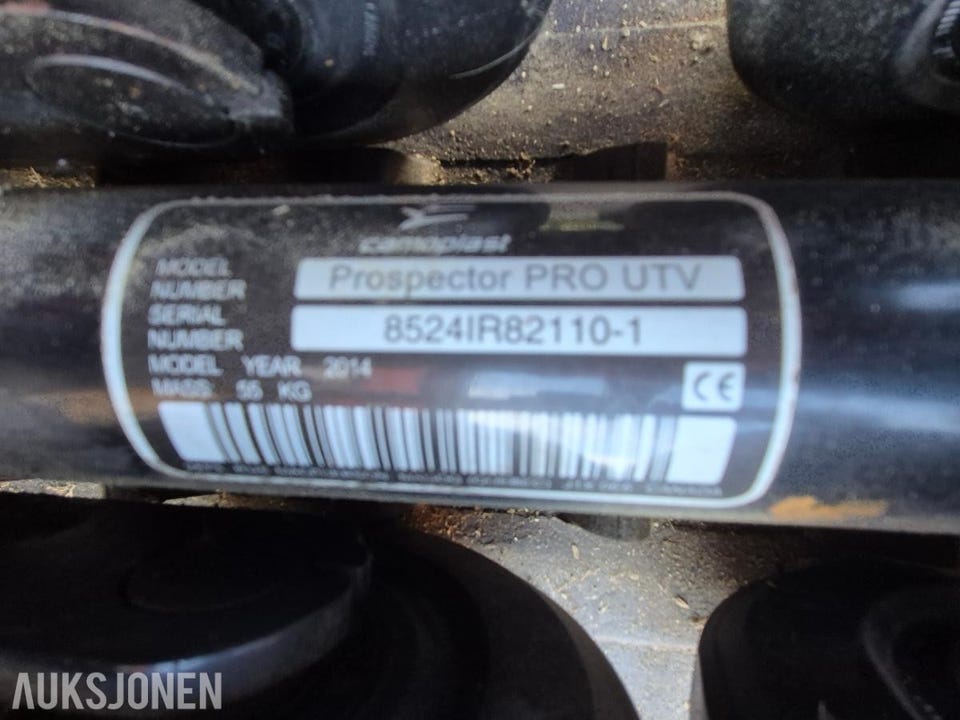 camoplast
MODEL
NUMBER
Prospector PRO UTV
SERIAL
NUMBER
8524IR82110-1
MODEL YEAR 2014
MASS: 55 KG
CE
AUKSJONEN